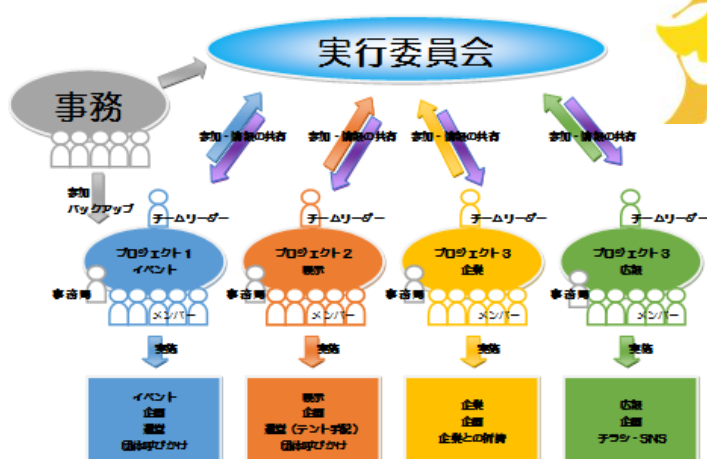 実行委員会
事務
参加・情報の共有
参加・情報の共有
参加・情報の共有
参加・情報の共有
参加
バックアップ
チームリーダー
チームリーダー
チームリーダー
チームリーダー
プロジェクト1
イベント
プロジェクト2
展示
プロジェクト3
企業
プロジェクト3
広報
事務局
事務局
事務局
事務局
メンバー
メンバー
メンバー
メンバー
実施
実施
実施
実施
イベント
企画
運営
団体呼びかけ
展示
企画
運営(テント手配)
団体呼びかけ
企業
企画
企業との折衝
広報
企画
チラシ・SNS